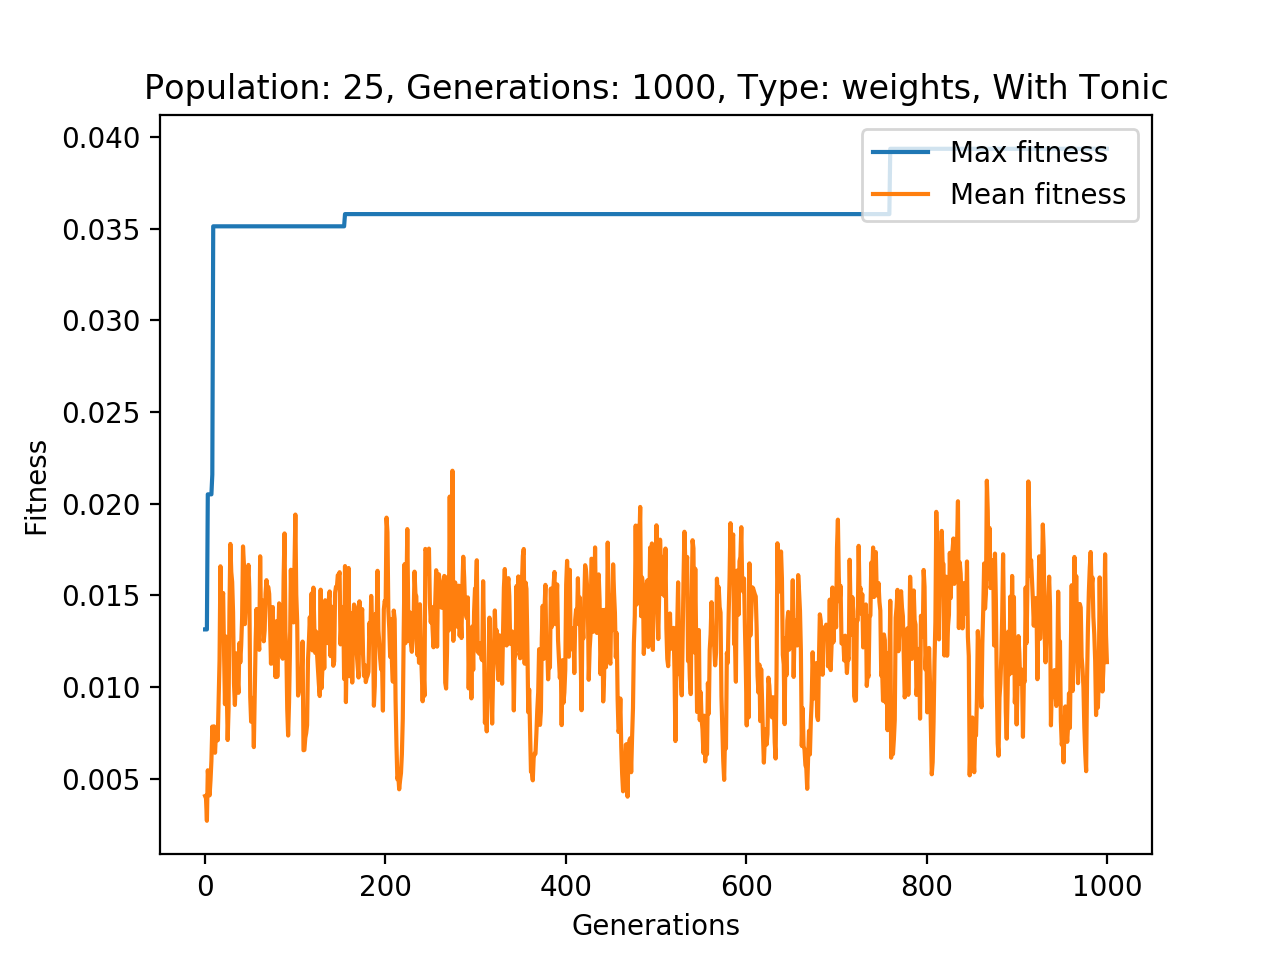 Population: 25, Generations: 1000, Type: weights, With Tonic
0.040
0.035
0.030
0.025
0.020
0.015
0.010
0.005
Fitness
Max fitness
Mean fitness
0 200 400 600 800 1000
Generations